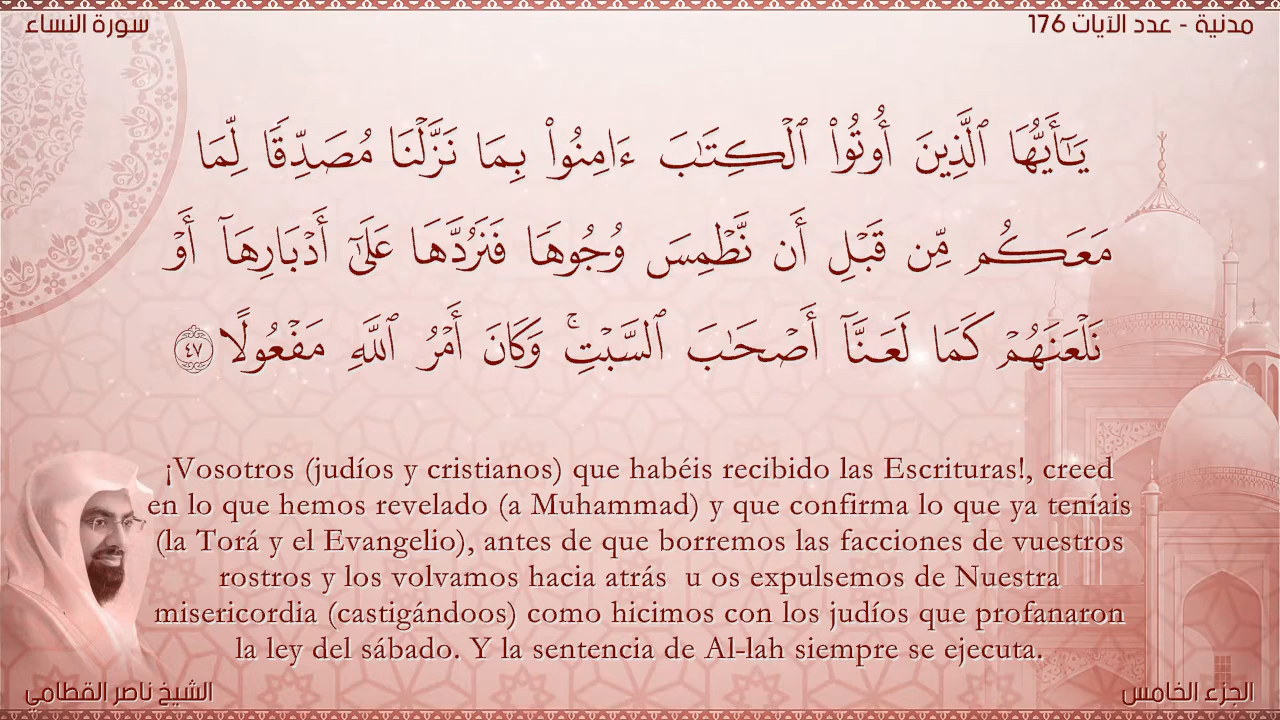 سورة النساء
مدنية - عدد الآيات 176
يَـٰٓأَيُّهَا ٱلَّذِينَ أُوتُوا۟ ٱلْكِتَـٰبَ ءَامِنُوا۟ بِمَا نَزَّلْنَا مُصَدِّقًا لِّمَا
مَعَكُم مِّن قَبْلِ أَن نَّطْمِسَ وُجُوهًا فَنَرُدَّهَا عَلَىٰٓ أَدْبَارِهَآ أَوْ
نَلْعَنَهُمْ كَمَا لَعَنَّآ أَصْحَـٰبَ ٱلسَّبْتِ ۚ وَكَانَ أَمْرُ ٱللَّهِ مَفْعُولًا ٤٧
¡Vosotros (judíos y cristianos) que habéis recibido las Escrituras!, creed
en lo que hemos revelado (a Muhammad) y que confirma lo que ya teníais
(la Torá y el Evangelio), antes de que borremos las facciones de vuestros
rostros y los volvamos hacia atrás u os expulsemos de Nuestra
misericordia (castigándoos) como hicimos con los judíos que profanaron
la ley del sábado. Y la sentencia de Al-lah siempre se ejecuta.
الشيخ ناصر القطامي
الجزء الخامس